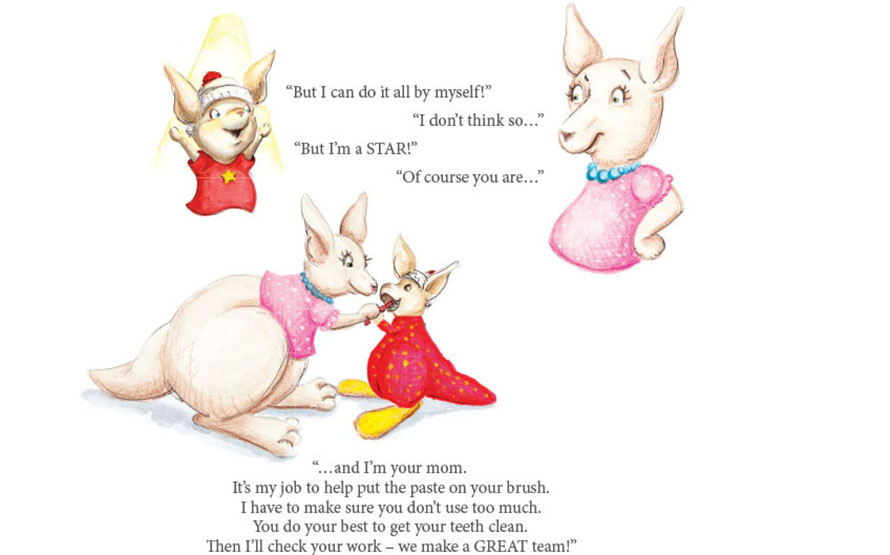 “But I can do it all by myself!”
“I don’t think so…”
“But I’m a STAR!”
“Of course you are…”
“…and I’m your mom.
It’s my job to help put the paste on your brush.
I have to make sure you don’t use too much.
You do your best to get your teeth clean.
Then I’ll check your work – we make a GREAT team!”